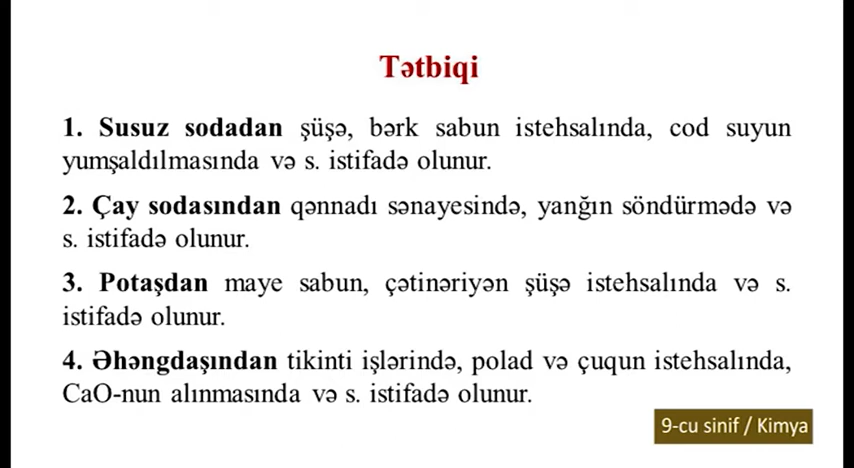 Tətbiqi
1. Susuz sodadan şüşə, bərk sabun istehsalında, cod suyun
yumşaldılmasında və s. istifadə olunur.
2. Çay sodasından qənnadı sənayesində, yanğın söndürmədə və
s. istifadə olunur.
3. Potaşdan maye sabun, çətinəriyən şüşə istehsalında və s.
istifadə olunur.
4. Əhəngdaşından tikinti işlərində, polad və çuqun istehsalında,
CaO-nun alınmasında və s. istifadə olunur.
9-cu sinif / Kimya